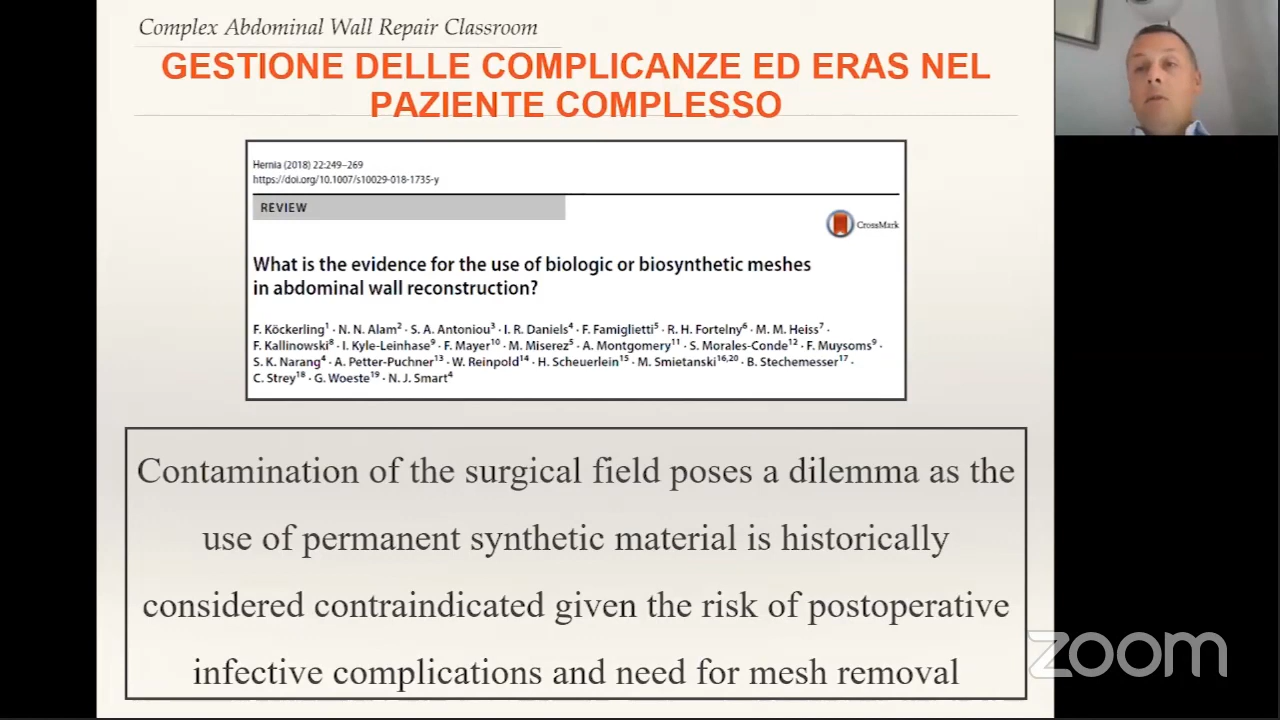 Complex Abdominal Wall Repair Classroom
GESTIONE DELLE COMPLICANZE ED ERAS NEL
PAZIENTE COMPLESSO
Hernia (2018) 22:249–269
https://doi.org/10.1007/s10029-018-1735-y
REVIEW
CrossMark
What is the evidence for the use of biologic or biosynthetic meshes
in abdominal wall reconstruction?
F. Köckerling¹ · N. N. Alam² · S. A. Antoniou³ · I. R. Daniels⁴ · F. Famiglietti⁵ · R. H. Fortelny⁶ · M. M. Heiss⁷ ·
F. Kallinowski⁸ · I. Kyle-Leinhase⁹ · F. Mayer¹⁰ · M. Miserez⁵ · A. Montgomery¹¹ · S. Morales-Conde¹² · F. Muysoms⁹ ·
S. K. Narang⁴ · A. Petter-Puchner¹³ · W. Reinpold¹⁴ · H. Scheuerlein¹⁵ · M. Smietanski¹⁶,²⁰ · B. Stechemesser¹⁷ ·
C. Strey¹⁸ · G. Woeste¹⁹ · N. J. Smart⁴
Contamination of the surgical field poses a dilemma as the
use of permanent synthetic material is historically
considered contraindicated given the risk of postoperative
infective complications and need for mesh removal
zoom